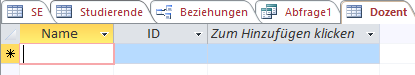 SE Studierende Beziehungen Abfrage1 Dozent
Name ID Zum Hinzufügen klicken